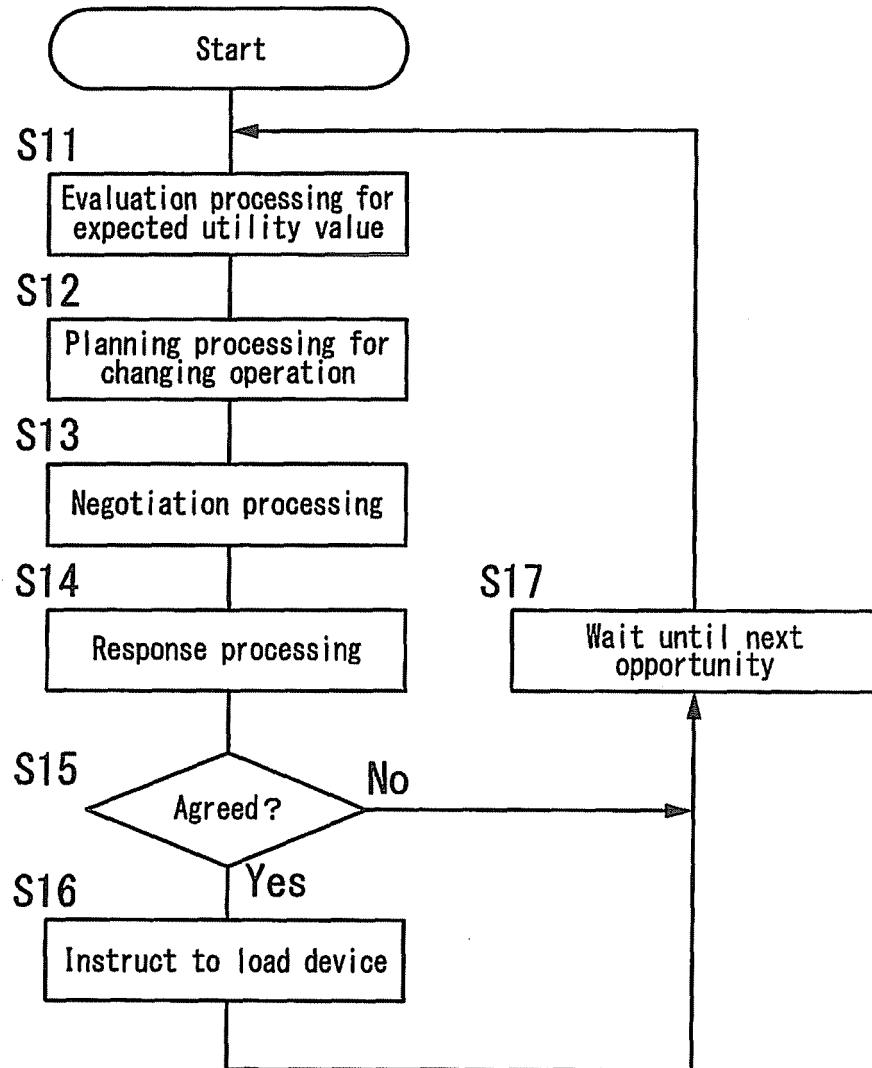 Start
S11
Evaluation processing for
expected utility value
S12
Planning processing for
changing operation
S13
Negotiation processing
S14
Response processing
S17
Wait until next
opportunity
S15
Agreed?
No
Yes
S16
Instruct to load device